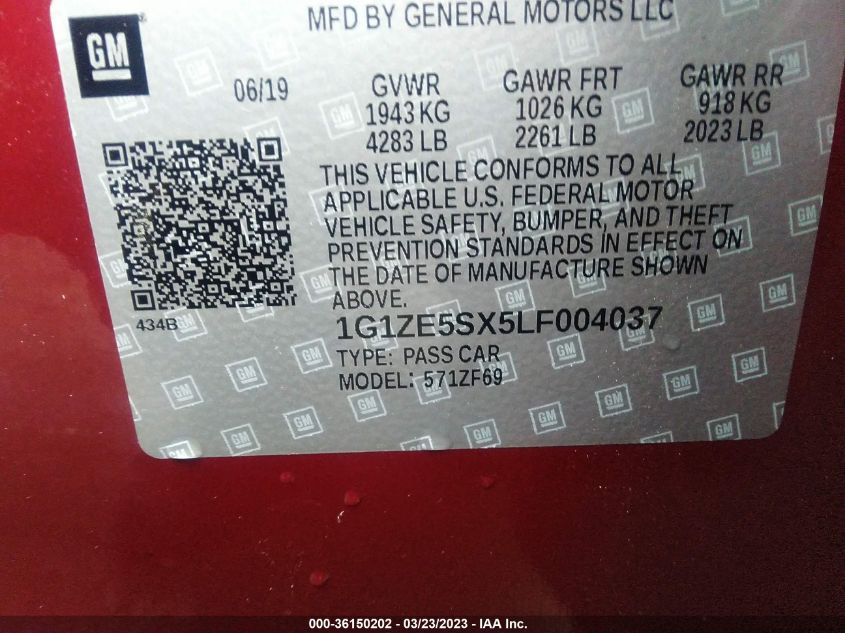 MFD BY GENERAL MOTORS LLC
GM
06/19 GVWR GAWR FRT GAWR RR
1943 KG 1026 KG 918 KG
4283 LB 2261 LB 2023 LB
THIS VEHICLE CONFORMS TO ALL
APPLICABLE U.S. FEDERAL MOTOR
VEHICLE SAFETY, BUMPER, AND THEFT
PREVENTION STANDARDS IN EFFECT ON
THE DATE OF MANUFACTURE SHOWN
ABOVE.
434B
1G1ZE5SX5LF004037
TYPE: PASS CAR
MODEL: 571ZF69
000-36150202 - 03/23/2023 - IAA Inc.